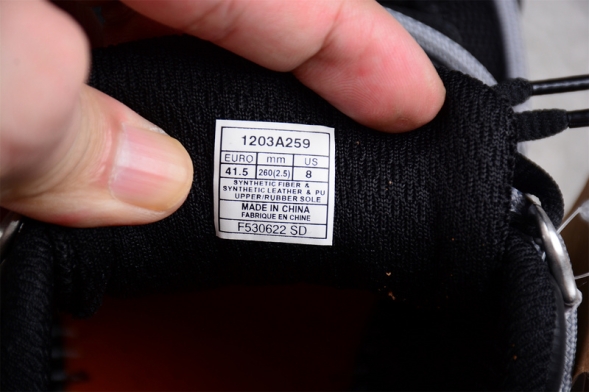 1203A259
EURO mm US
41.5 260(2.5) 8
SYNTHETIC FIBER &
SYNTHETIC LEATHER & PU
UPPER/RUBBER SOLE
MADE IN CHINA
FABRIQUE EN CHINE
F530622 SD